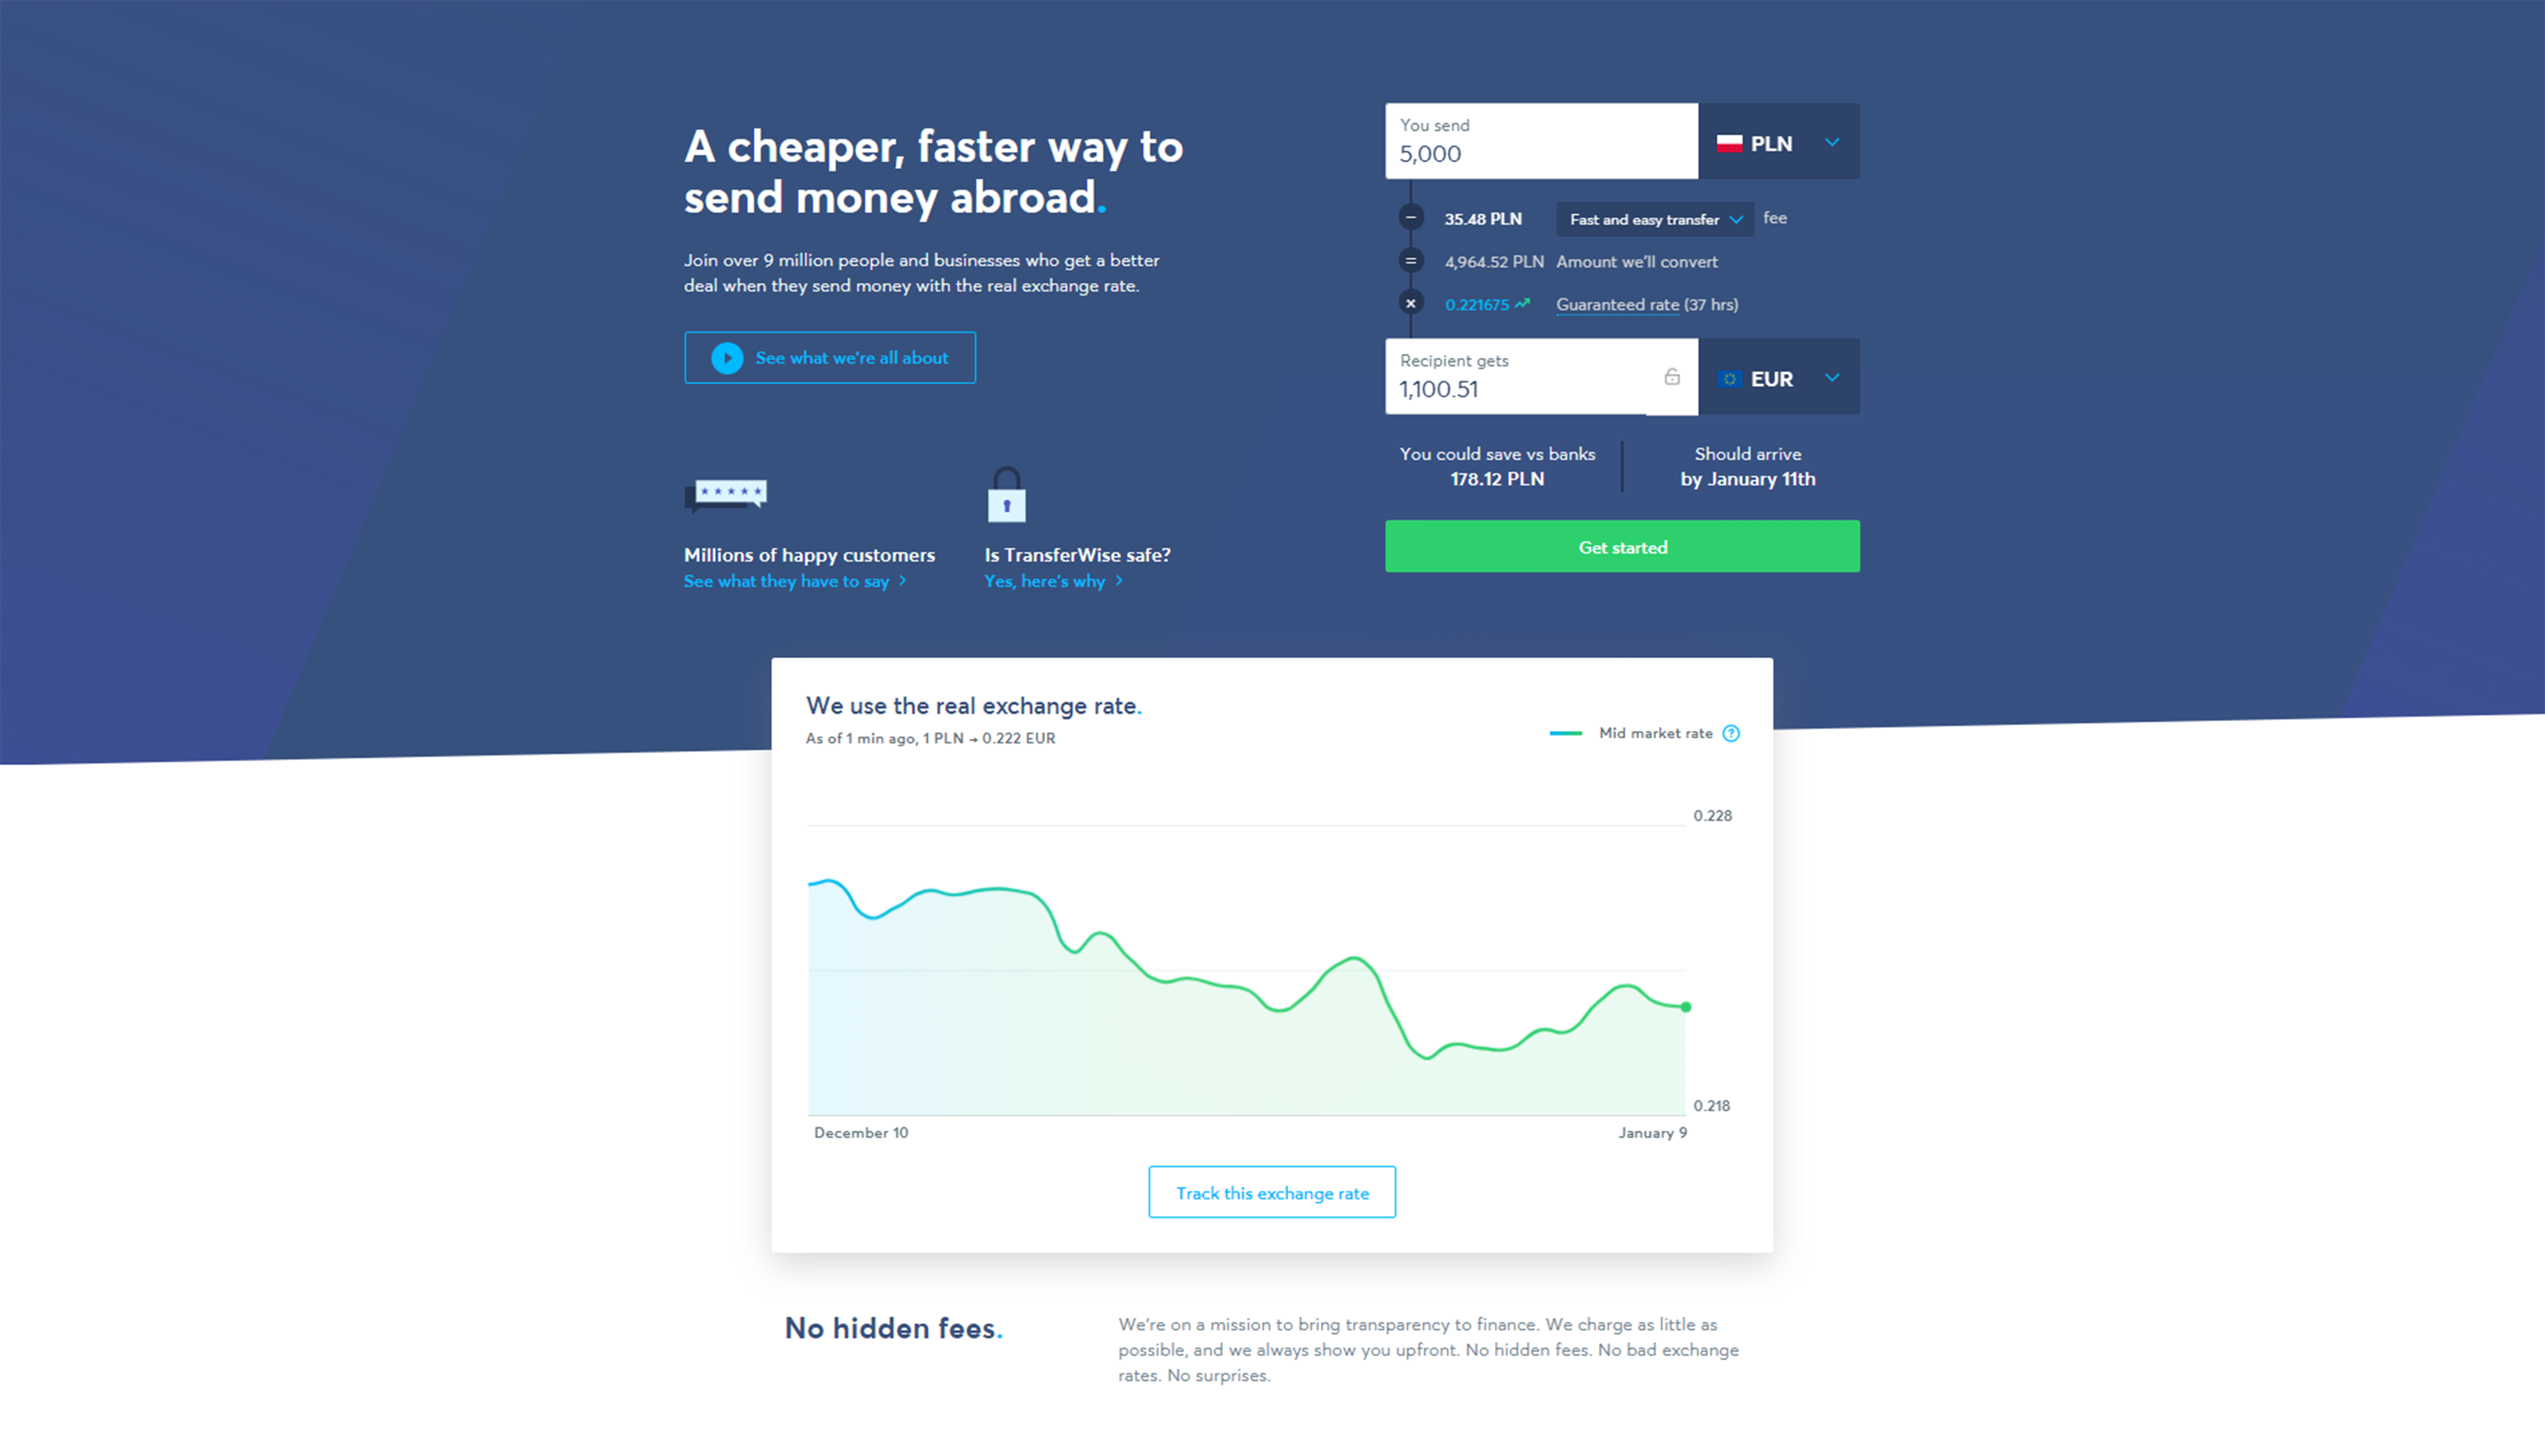 A cheaper, faster way to
send money abroad.
Join over 9 million people and businesses who get a better
deal when they send money with the real exchange rate.
See what we're all about
Millions of happy customers
See what they have to say
Is TransferWise safe?
Yes, here's why
You send
5,000
PLN
35.48 PLN Fast and easy transfer fee
4,964.52 PLN Amount we'll convert
0.221675 Guaranteed rate (37 hrs)
Recipient gets
1,100.51
EUR
You could save vs banks
178.12 PLN
Should arrive
by January 11th
Get started
We use the real exchange rate.
As of 1 min ago, 1 PLN → 0.222 EUR
Mid market rate ?
0.228
0.218
December 10
January 9
Track this exchange rate
No hidden fees.
We're on a mission to bring transparency to finance. We charge as little as
possible, and we always show you upfront. No hidden fees. No bad exchange
rates. No surprises.